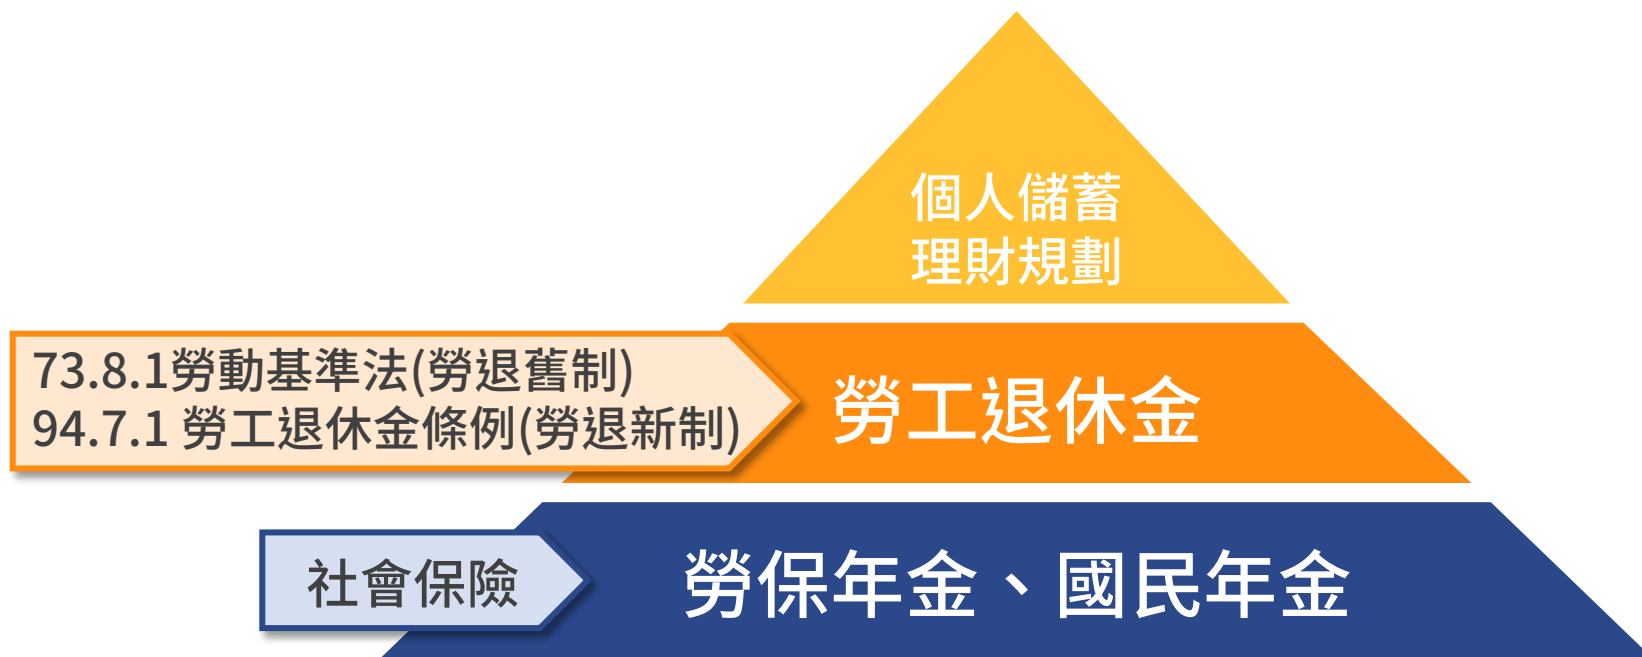 個人儲蓄
理財規劃
73.8.1勞動基準法(勞退舊制)
94.7.1 勞工退休金條例(勞退新制)
勞工退休金
社會保險
勞保年金、國民年金